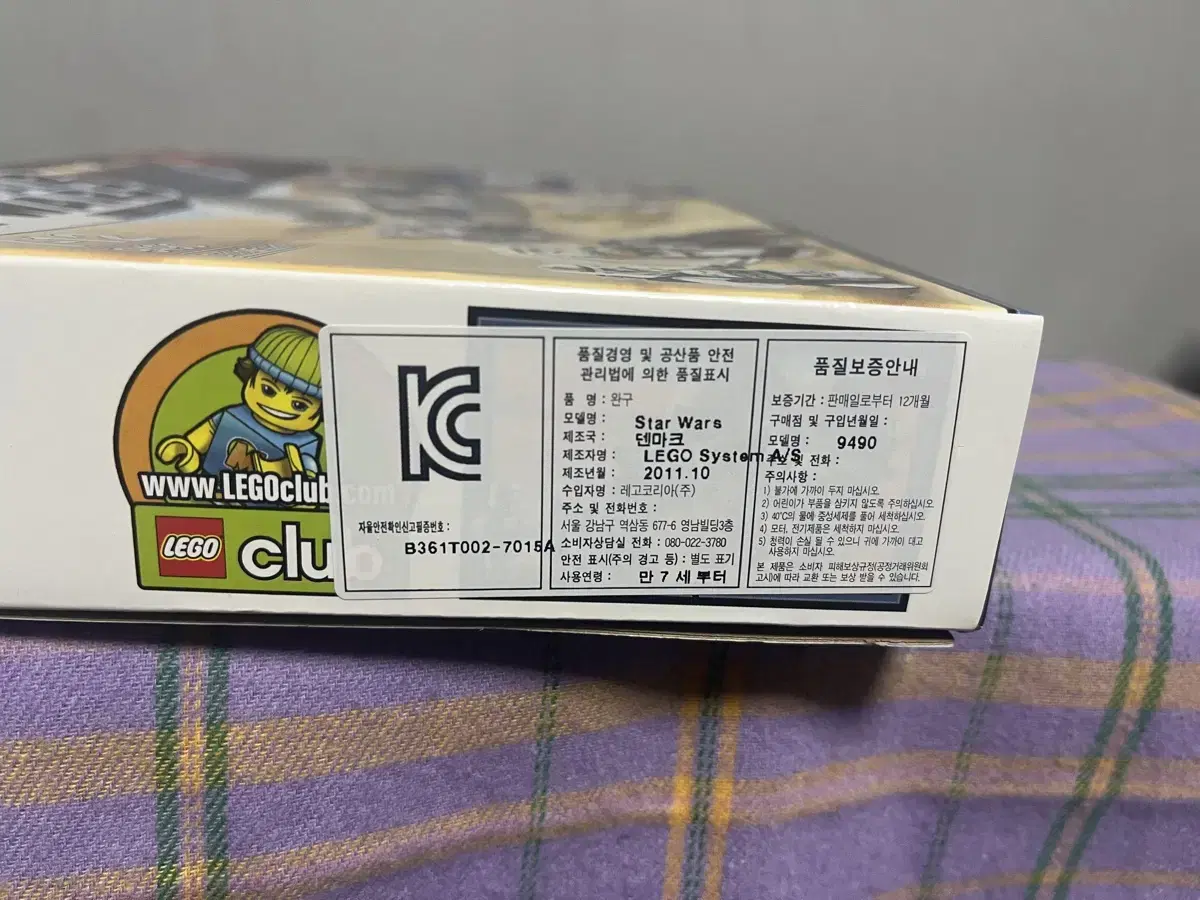 www.LEGOclub.com
LEGO club
자율안전확인신고필증번호 :
B361T002-7015A
품질경영 및 공산품 안전
관리법에 의한 품질표시
품 명 : 완구
모델명 : Star Wars
제조국 : 덴마크
제조자명 : LEGO System A/S
제조년월 : 2011.10
수입자명 : 레고코리아(주)
주소 및 전화번호 :
서울 강남구 역삼동 677-6 영남빌딩3층
소비자상담실 전화 : 080-022-3780
안전 표시(주의 경고 등) : 별도 표기
사용연령 : 만 7 세 부터
품질보증안내
보증기간 : 판매일로부터 12개월
구매점 및 구입년월일 :
모델명 : 9490
주소 및 전화 :
주의사항 :
1) 불가에 가까이 두지 마십시오.
2) 어린이가 부품을 삼키지 않도록 주의하십시오.
3) 40℃의 물에 중성세제를 풀어 세척하십시오.
4) 모터, 전기제품은 세척하지 마십시오.
5) 청력이 손실 될 수 있으니 귀에 가까이 대고
사용하지 마십시오.
본 제품은 소비자 피해보상규정(공정거래위원회
고시)에 따라 교환 또는 보상 받을 수 있습니다.